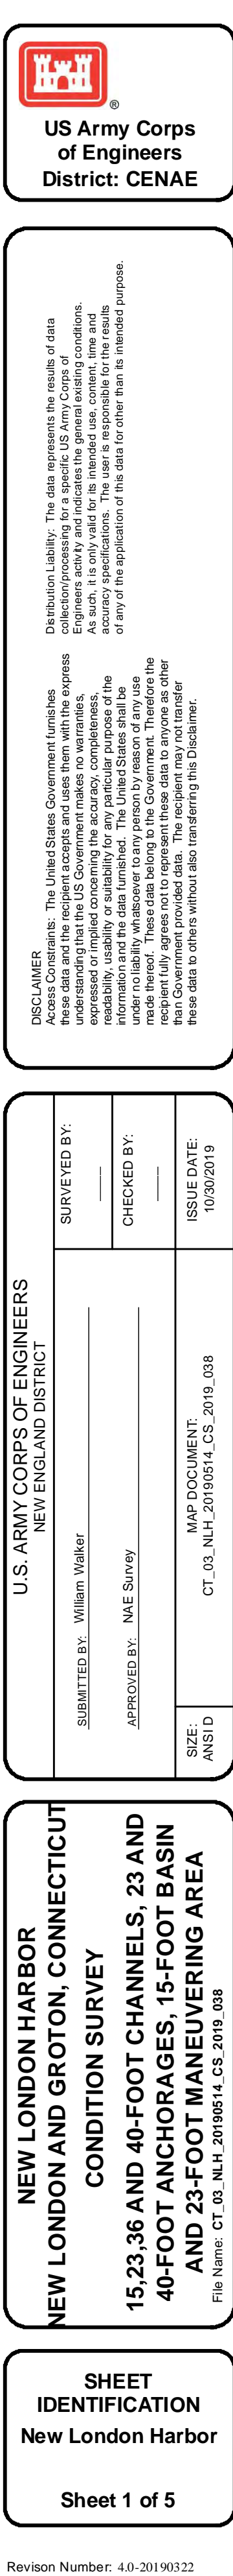 US Army Corps
of Engineers
District: CENAE
®
DISCLAIMER
Access Constraints: The United States Government furnishes
these data and the recipient accepts and uses them with the express
understanding that the US Government makes no warranties,
expressed or implied concerning the accuracy, completeness,
readability, usability or suitability for any particular purpose of the
information and the data furnished. The United States shall be
under no liability whatsoever to any person by reason of any use
made thereof. These data belong to the Government. Therefore the
recipient fully agrees not to represent these data to anyone as other
than Government provided data. The recipient may not transfer
these data to others without also transferring this Disclaimer.
Distribution Liability: The data represents the results of data
collection/processing for a specific US Army Corps of
Engineers activity and indicates the general existing conditions.
As such, it is only valid for its intended use, content, time and
accuracy specifications. The user is responsible for the results
of any of the application of this data for other than its intended purpose.
U.S. ARMY CORPS OF ENGINEERS
NEW ENGLAND DISTRICT
SUBMITTED BY: William Walker
APPROVED BY: NAE Survey
SURVEYED BY:
CHECKED BY:
SIZE:
ANSI D
MAP DOCUMENT:
CT_03_NLH_20190514_CS_2019_038
ISSUE DATE:
10/30/2019
NEW LONDON HARBOR
NEW LONDON AND GROTON, CONNECTICUT
CONDITION SURVEY
15,23,36 AND 40-FOOT CHANNELS, 23 AND
40-FOOT ANCHORAGES, 15-FOOT BASIN
AND 23-FOOT MANEUVERING AREA
File Name: CT_03_NLH_20190514_CS_2019_038
SHEET
IDENTIFICATION
New London Harbor
Sheet 1 of 5
Revison Number: 4.0-20190322